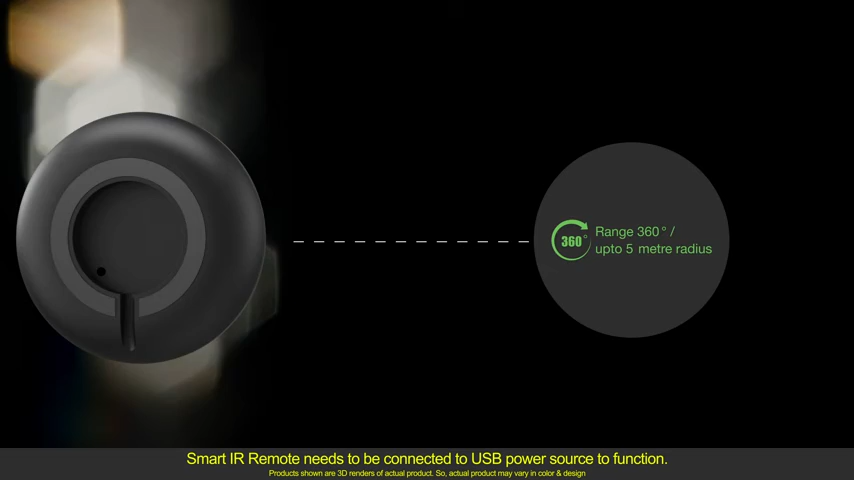 360°
Range 360° /
upto 5 metre radius
Smart IR Remote needs to be connected to USB power source to function.
Products shown are 3D renders of actual product. So, actual product may vary in color & design